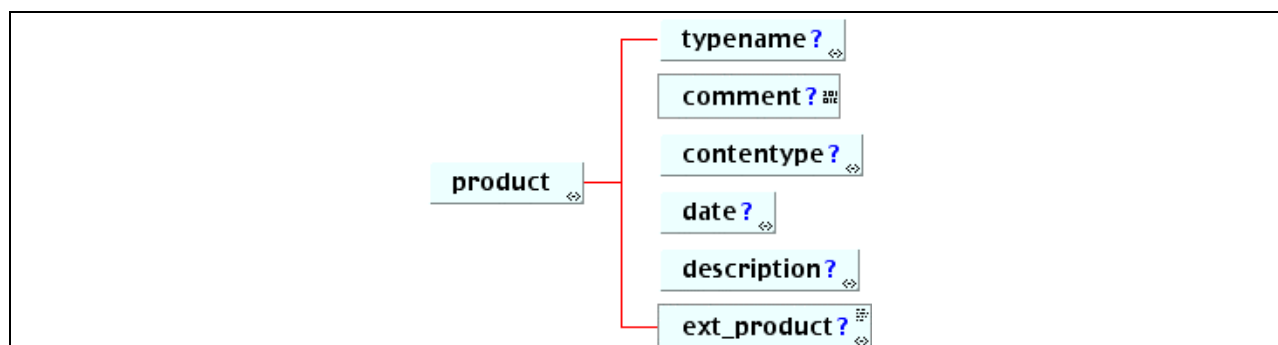 typename?
comment?
contentype?
product
date?
description?
ext_product?